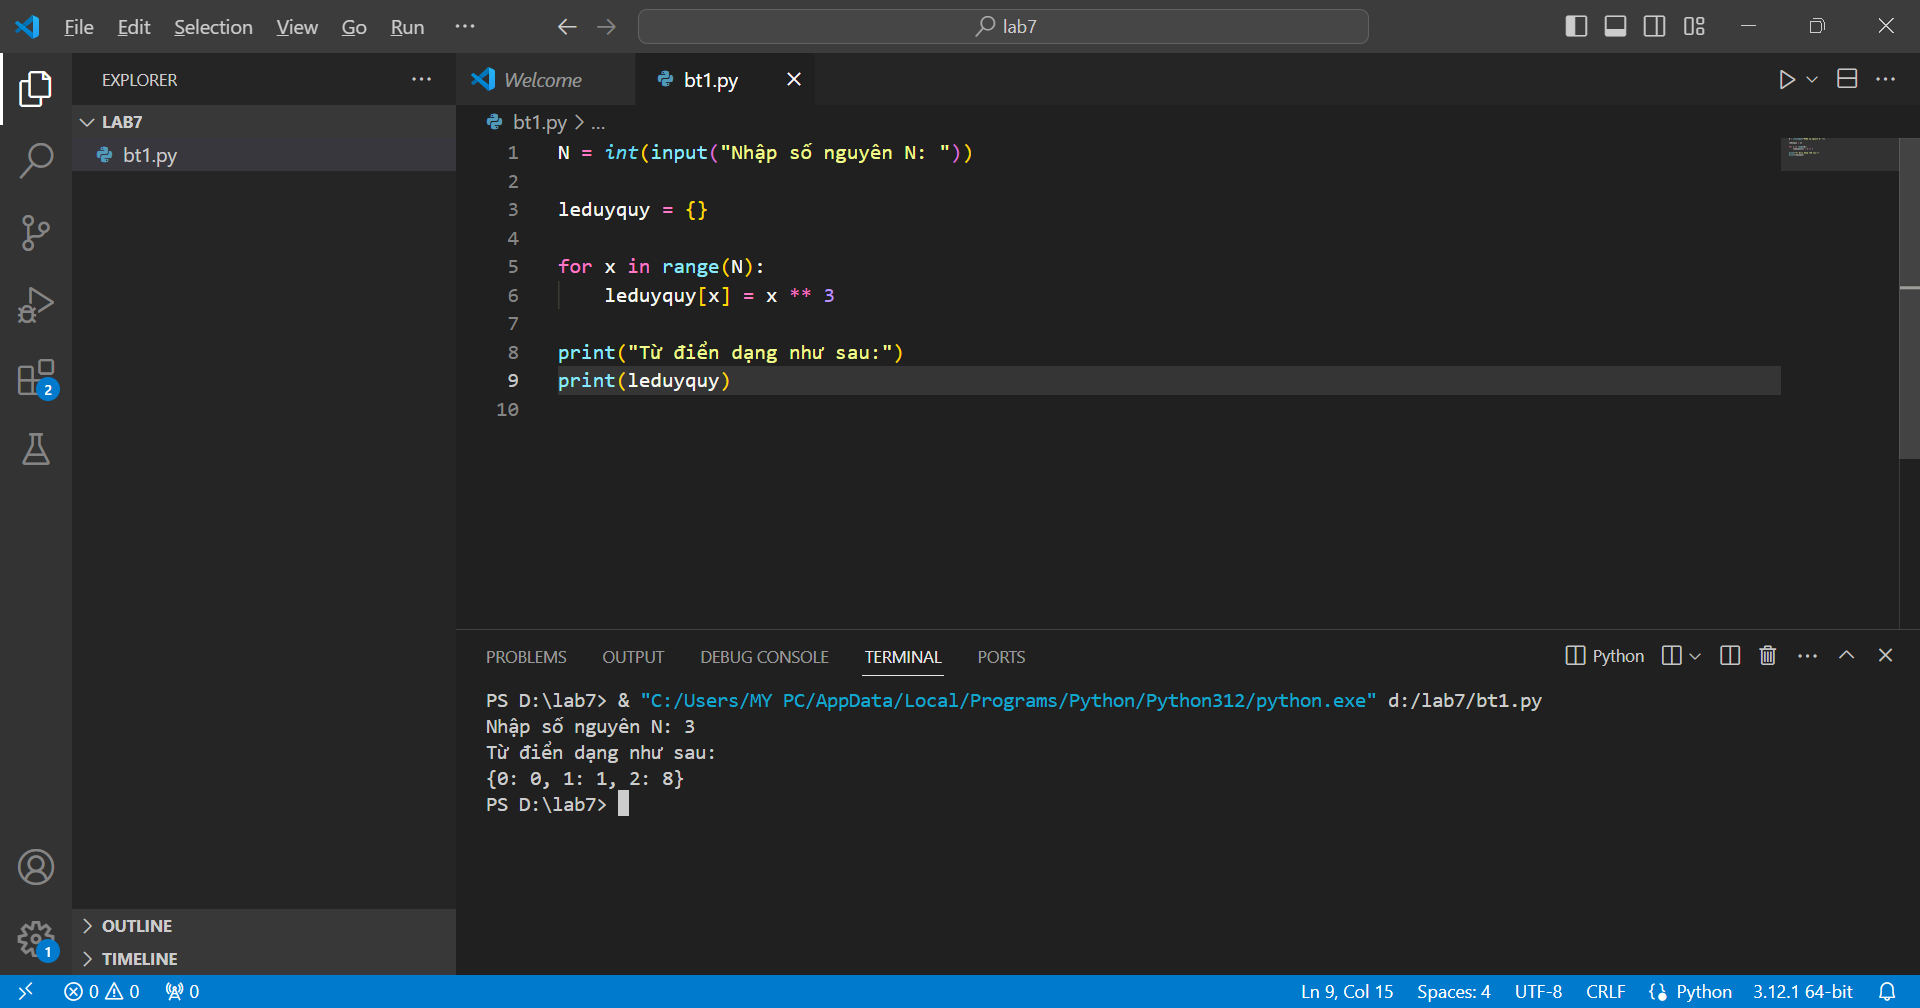 File Edit Selection View Go Run ··· lab7
EXPLORER ···
LAB7
bt1.py
2
1
OUTLINE
TIMELINE
Welcome bt1.py
bt1.py > ...
1 N = int(input("Nhập số nguyên N: "))
2
3 leduyquy = {}
4
5 for x in range(N):
6 leduyquy[x] = x ** 3
7
8 print("Từ điển dạng như sau:")
9 print(leduyquy)
10
PROBLEMS OUTPUT DEBUG CONSOLE TERMINAL PORTS Python
PS D:\lab7> & "C:/Users/MY PC/AppData/Local/Programs/Python/Python312/python.exe" d:/lab7/bt1.py
Nhập số nguyên N: 3
Từ điển dạng như sau:
{0: 0, 1: 1, 2: 8}
PS D:\lab7>
0 0 0 Ln 9, Col 15 Spaces: 4 UTF-8 CRLF Python 3.12.1 64-bit